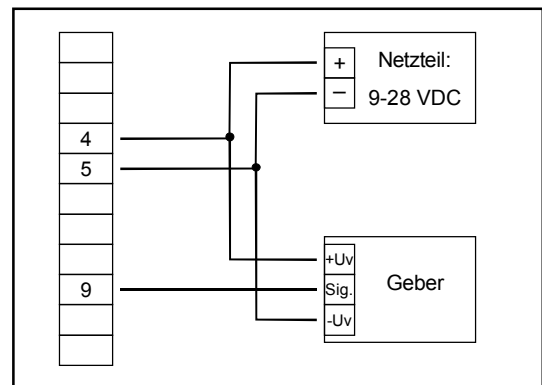 4
5
9
+
–
Netzteil:
9-28 VDC
+Uv
Sig.
-Uv
Geber